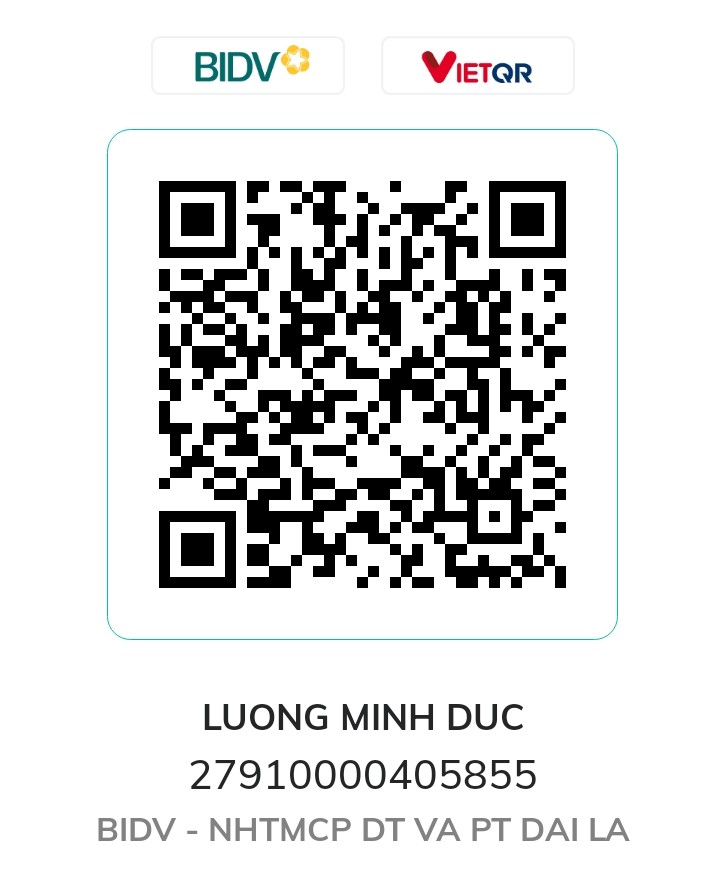 BIDV VIETQR
LUONG MINH DUC
27910000405855
BIDV - NHTMCP DT VA PT DAI LA